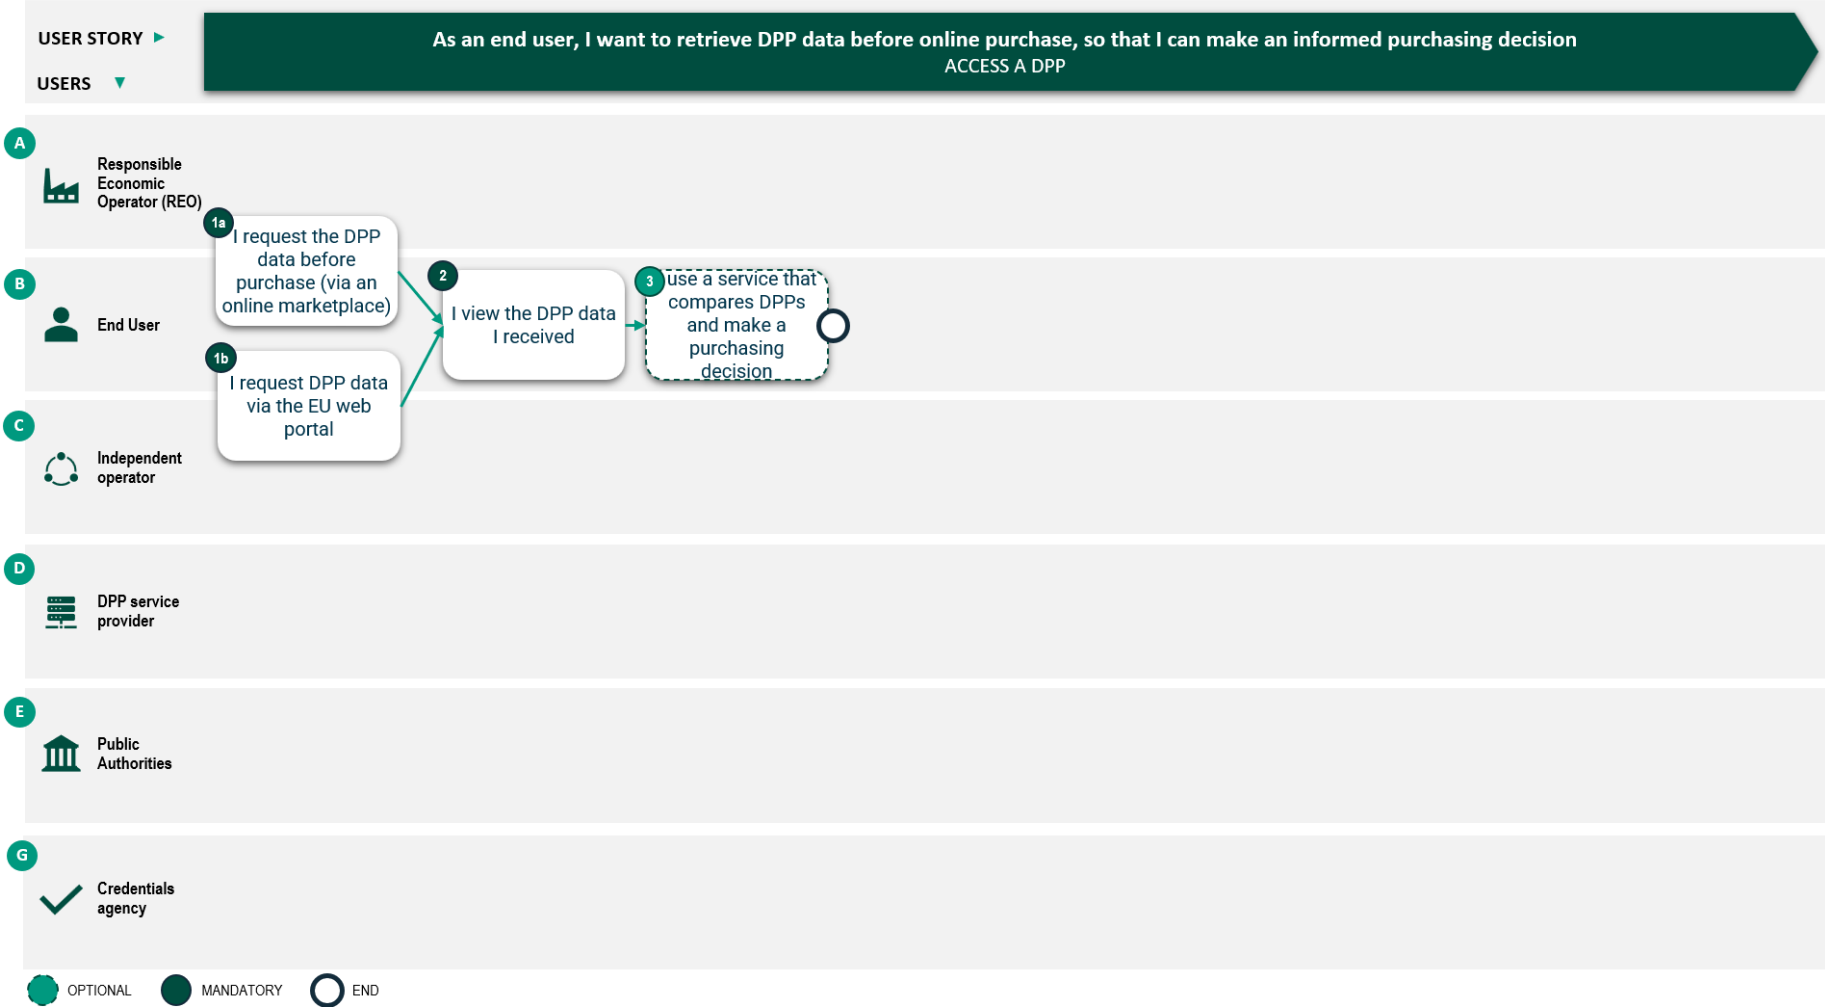 USER STORY
As an end user, I want to retrieve DPP data before online purchase, so that I can make an informed purchasing decision
ACCESS A DPP
USERS
A
Responsible
Economic
Operator (REO)
1a
I request the DPP
data before
purchase (via an
online marketplace)
B
End User
2
I view the DPP data
I received
3
use a service that
compares DPPs
and make a
purchasing
decision
1b
I request DPP data
via the EU web
portal
C
Independent
operator
D
DPP service
provider
E
Public
Authorities
G
Credentials
agency
OPTIONAL
MANDATORY
END